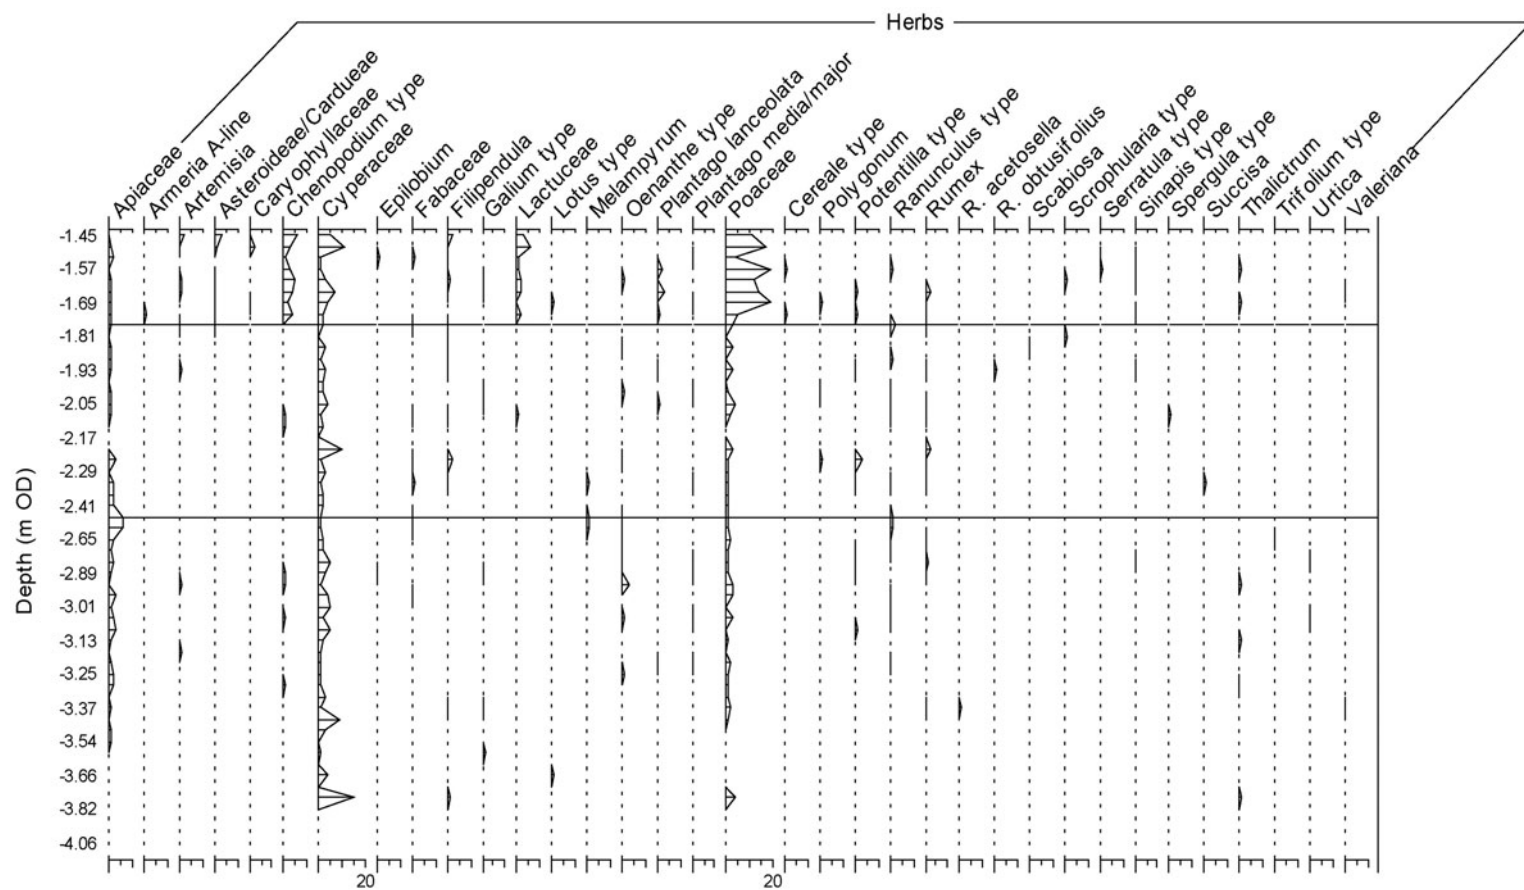 Herbs
Apiaceae
Armeria A-line
Artemisia
Asteroideae/Cardueae
Caryophyllaceae
Chenopodium type
Cyperaceae
Epilobium
Fabaceae
Filipendula
Galium type
Lactuceae
Lotus type
Melampyrum
Oenanthe type
Plantago lanceolata
Plantago media/major
Poaceae
Cereale type
Polygonum
Potentilla type
Ranunculus type
Rumex
R. acetosella
R. obtusifolius
Scabiosa
Scrophularia type
Serratula type
Sinapis type
Spergula type
Succisa
Thalictrum
Trifolium type
Urtica
Valeriana
Depth (m OD)
-1.45
-1.57
-1.69
-1.81
-1.93
-2.05
-2.17
-2.29
-2.41
-2.65
-2.89
-3.01
-3.13
-3.25
-3.37
-3.54
-3.66
-3.82
-4.06
20
20